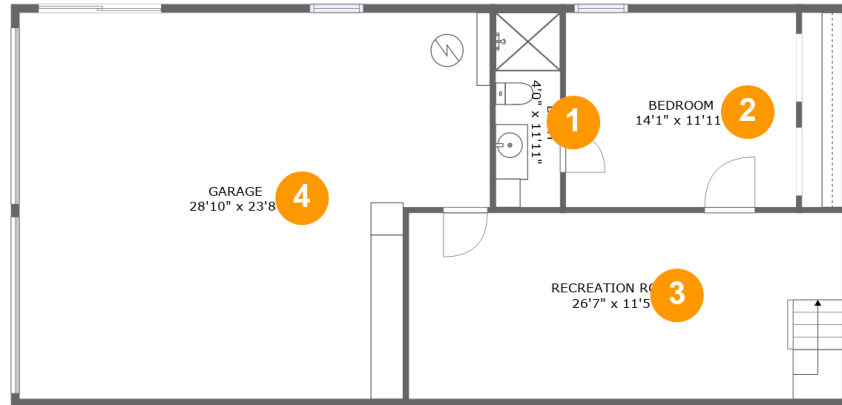 1
4'0" x 11'11"
BEDROOM
14'1" x 11'11
2
GARAGE
28'10" x 23'8
4
RECREATION
26'7" x 11'5
3